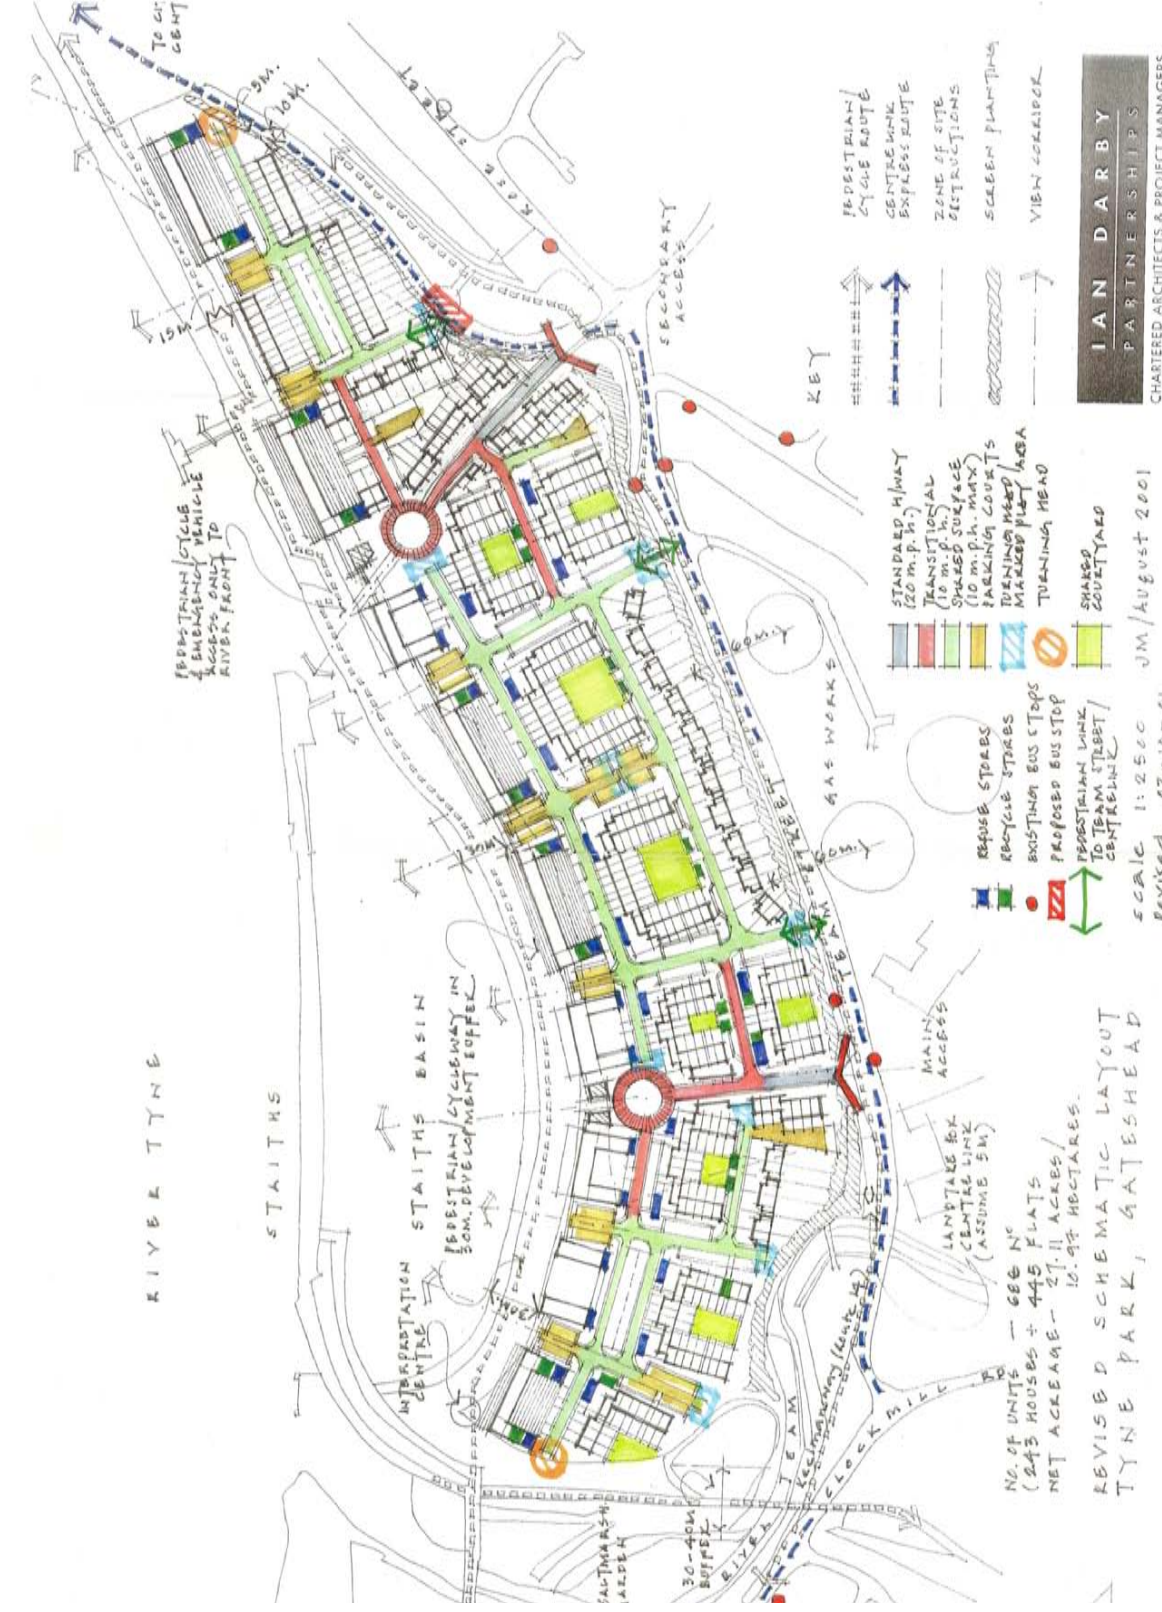 RIVER TYNE
STAITHS
STAITHS BASIN
PEDESTRIAN/CYCLE
& EMERGENCY VEHICLE
ACCESS ONLY TO
RIVER FRONT
PEDESTRIAN/CYCLEWAY IN
30M. DEVELOPMENT BUFFER
INTERPRETATION
CENTRE
TO
CENT
5M.
10M.
15M
30M.
ROSE STREET
SECONDARY
ACCESS
60M.
60M.
GAS WORKS
TEAM STREET
MAIN
ACCESS
LANDTAKE FOR
CENTRE LINK
(ASSUME 5M)
30-40M
BUFFER
RIVER TEAM
Keelmanway (Route 14)
CLOCK MILL RD
KEY
PEDESTRIAN/
CYCLE ROUTE
CENTRELINK
EXPRESS ROUTE
ZONE OF SITE
OBSTRUCTIONS
SCREEN PLANTING
VIEW CORRIDOR
STANDARD H/WAY
(20 m.p.h.)
TRANSITIONAL
(10 m.p.h.)
SHARED SURFACE
(10 m.p.h. MAX)
PARKING COURTS
TURNING HEAD/
MARKED PLAY AREA
TURNING HEAD
SHARED
COURTYARD
REFUSE STORES
RECYCLE STORES
EXISTING BUS STOPS
PROPOSED BUS STOP
PEDESTRIAN LINK
TO TEAM STREET/
CENTRELINK
IAN DARBY
PARTNERSHIPS
CHARTERED ARCHITECTS & PROJECT MANAGERS
scale 1:2500 JM/AUGUST 2001
Revised
NO. OF UNITS — 688 No
(243 HOUSES + 445 FLATS
NET ACREAGE — 27.11 ACRES/
10.97 HECTARES.
REVISED SCHEMATIC LAYOUT
TYNE PARK, GATESHEAD